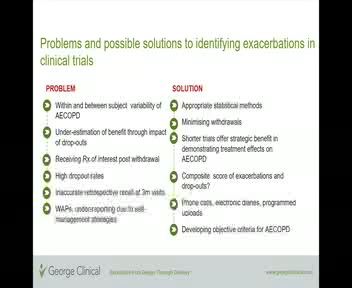 Problems and possible solutions to identifying exacerbations in
clinical trials
PROBLEM
Within and between subject variability of
AECOPD
Under-estimation of benefit through impact
of drop-outs
Receiving Rx of interest post withdrawal
High dropout rates
Inaccurate retrospective recall at 3m visits
WAPs, under-reporting due to self-
management strategies
SOLUTION
Appropriate statistical methods
Minimising withdrawals
Shorter trials offer strategic benefit in
demonstrating treatment effects on
AECOPD
Composite score of exacerbations and
drop-outs?
Phone calls, electronic diaries, programmed
uploads
Developing objective criteria for AECOPD
George Clinical